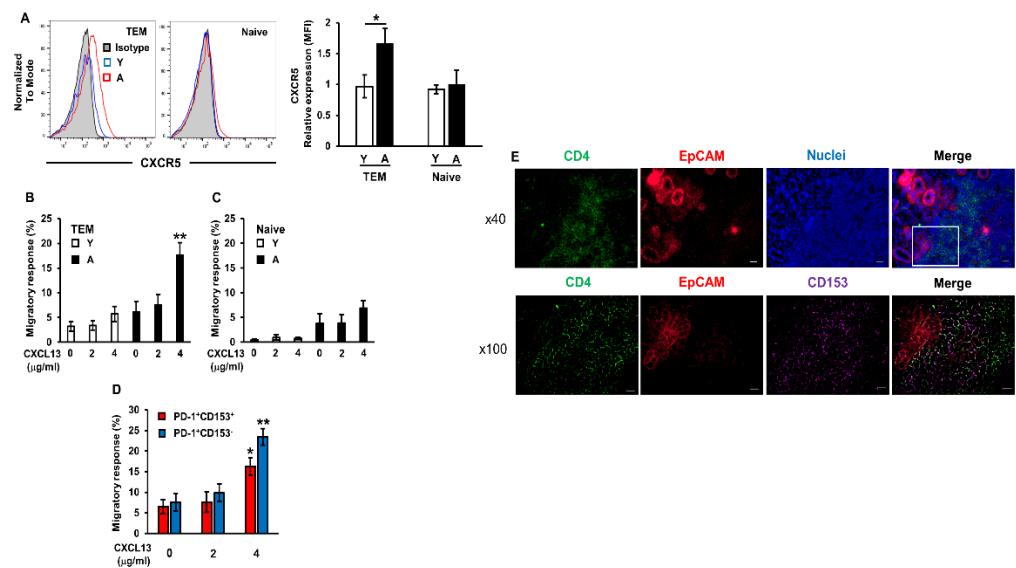 A
TEM
Isotype
Y
A
Naive
Normalized
To Mode
CXCR5
CXCR5
Relative expression (MFI)
2
1.5
1
0.5
0
*
Y A Y A
TEM Naive
B
TEM
Y
A
Migratory response (%)
25
20
15
10
5
0
**
CXCL13 0 2 4 0 2 4
(μg/ml)
C
Naive
Y
A
Migratory response (%)
25
20
15
10
5
0
CXCL13 0 2 4 0 2 4
(μg/ml)
D
PD-1⁺CD153⁺
PD-1⁺CD153⁻
Migratory response (%)
30
25
20
15
10
5
0
* **
CXCL13 0 2 4
(μg/ml)
E
CD4 EpCAM Nuclei Merge
x40
CD4 EpCAM CD153 Merge
x100